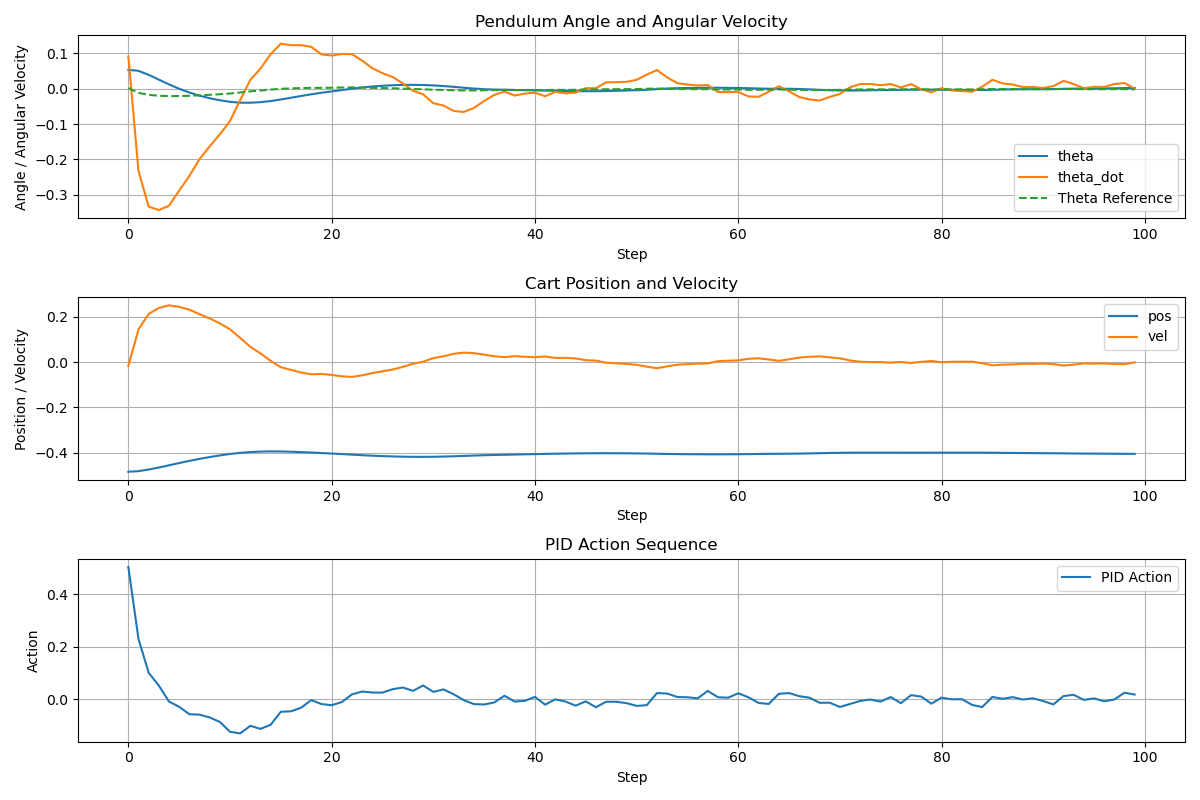 Pendulum Angle and Angular Velocity
Angle / Angular Velocity
0.1
0.0
−0.1
−0.2
−0.3
theta
theta_dot
Theta Reference
0 20 40 60 80 100
Step
Cart Position and Velocity
Position / Velocity
0.2
0.0
−0.2
−0.4
pos
vel
0 20 40 60 80 100
Step
PID Action Sequence
Action
0.4
0.2
0.0
PID Action
0 20 40 60 80 100
Step